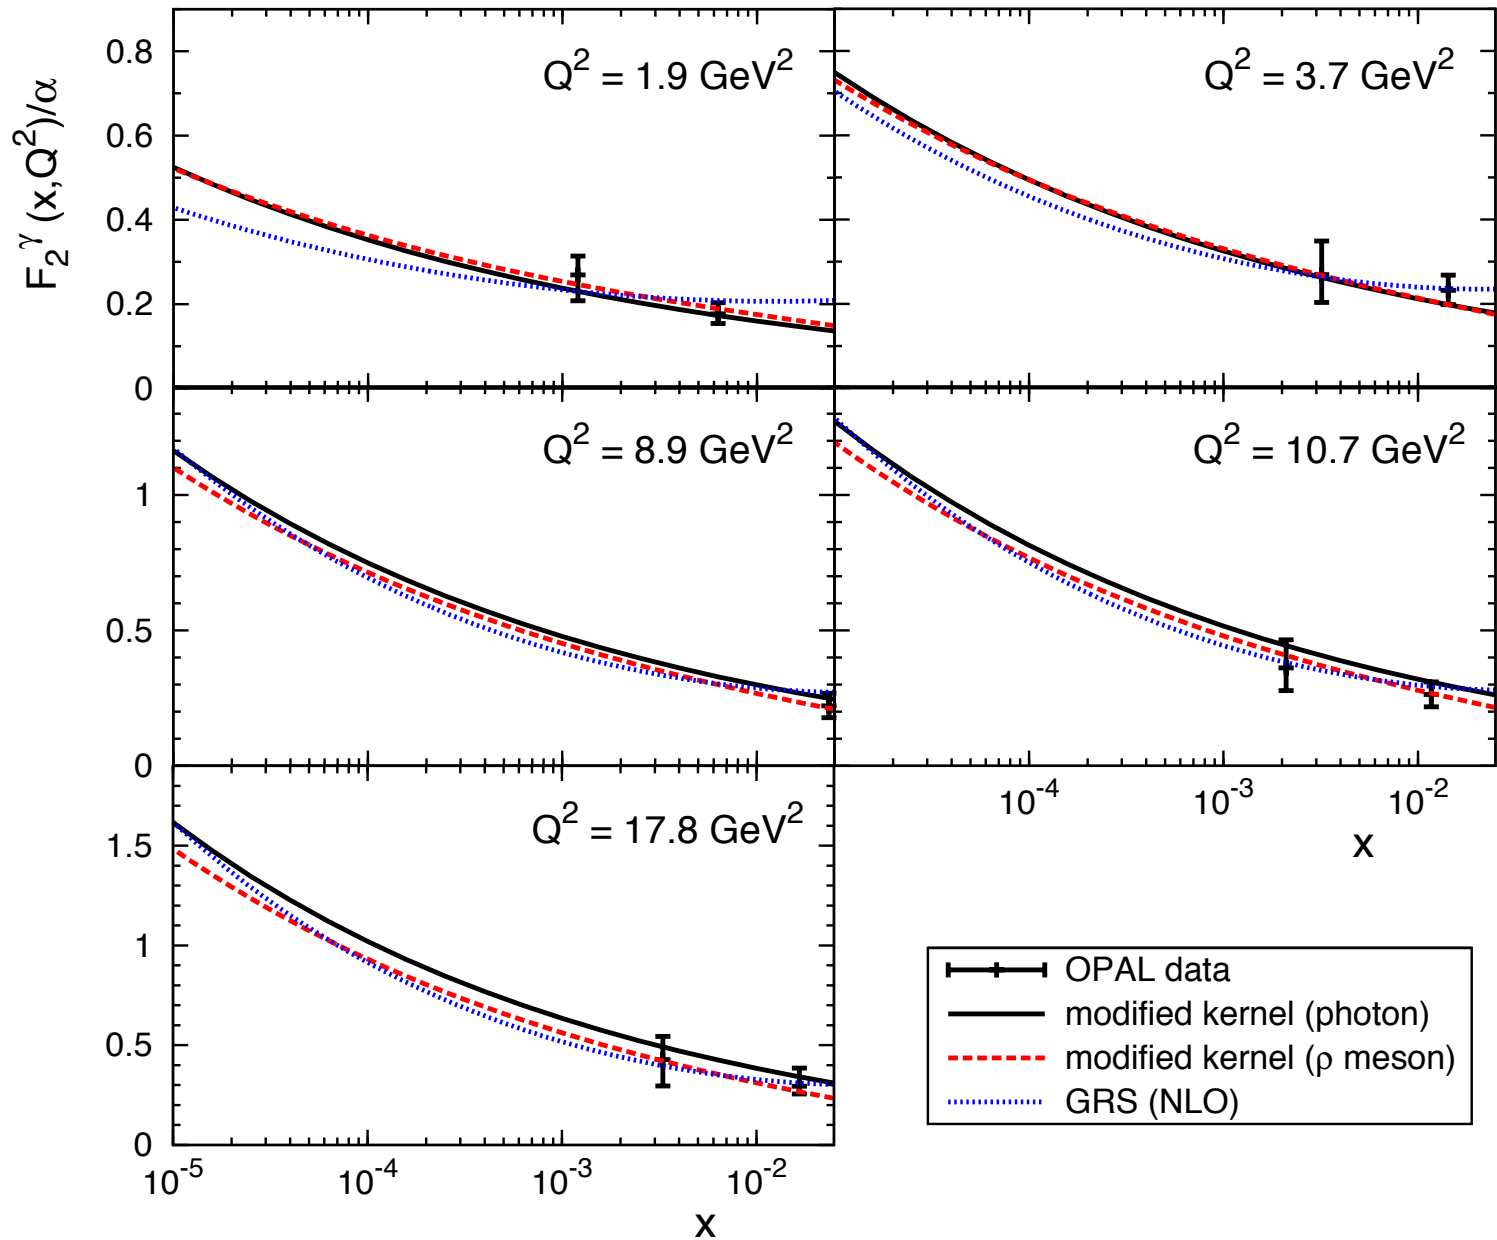 F₂^γ (x,Q²)/α
0.8
0.6
0.4
0.2
0
Q² = 1.9 GeV²
Q² = 3.7 GeV²
1
0.5
0
Q² = 8.9 GeV²
Q² = 10.7 GeV²
10⁻⁴ 10⁻³ 10⁻²
x
1.5
1
0.5
0
Q² = 17.8 GeV²
10⁻⁵ 10⁻⁴ 10⁻³ 10⁻²
x
OPAL data
modified kernel (photon)
modified kernel (ρ meson)
GRS (NLO)